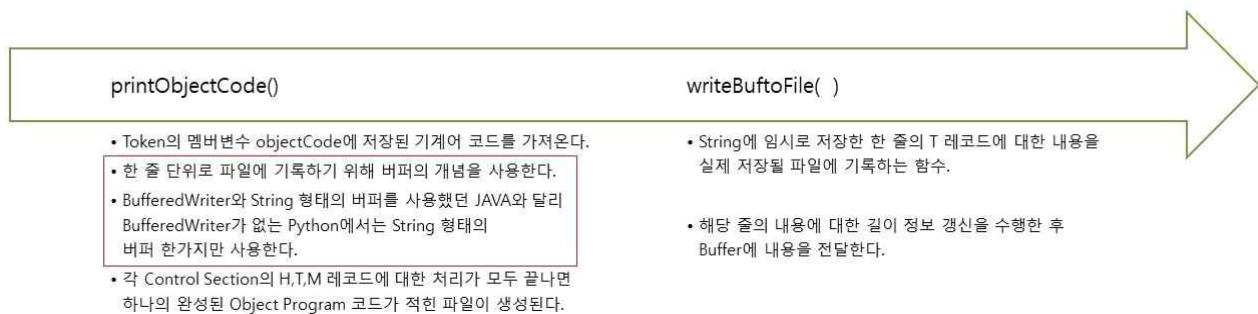 printObjectCode()
• Token의 멤버변수 objectCode에 저장된 기계어 코드를 가져온다.
• 한 줄 단위로 파일에 기록하기 위해 버퍼의 개념을 사용한다.
• BufferedWriter와 String 형태의 버퍼를 사용했던 JAVA와 달리
BufferedWriter가 없는 Python에서는 String 형태의
버퍼 한가지만 사용한다.
• 각 Control Section의 H,T,M 레코드에 대한 처리가 모두 끝나면
하나의 완성된 Object Program 코드가 적힌 파일이 생성된다.
writeBuftoFile( )
• String에 임시로 저장한 한 줄의 T 레코드에 대한 내용을
실제 저장될 파일에 기록하는 함수.
• 해당 줄의 내용에 대한 길이 정보 갱신을 수행한 후
Buffer에 내용을 전달한다.